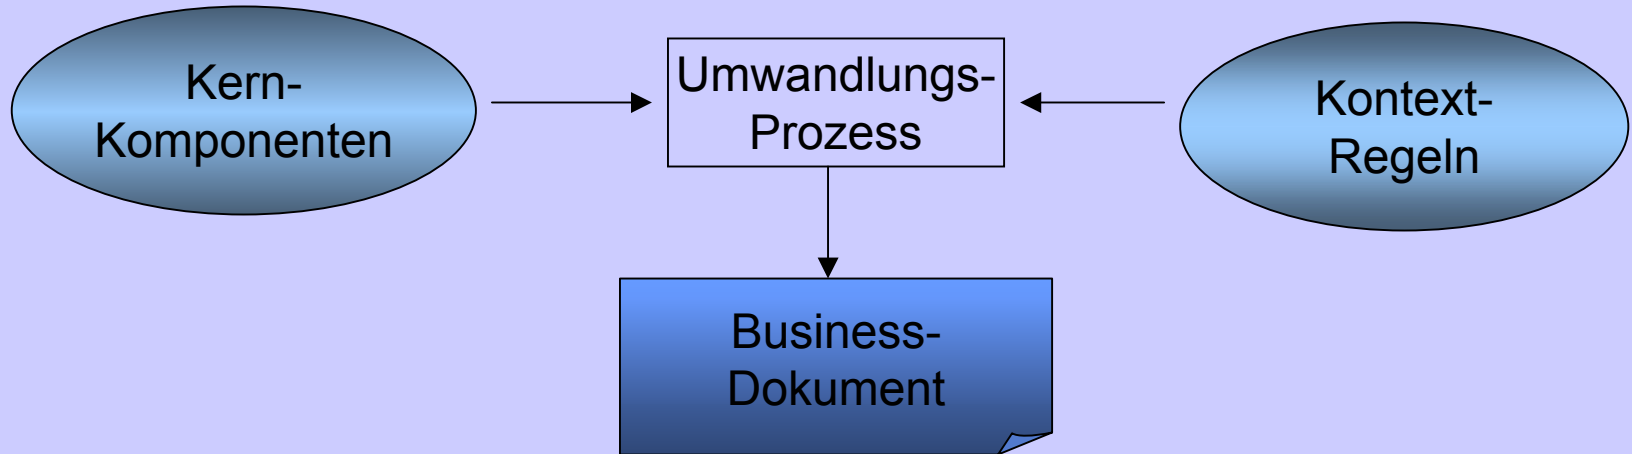 Kern-
Komponenten
Umwandlungs-
Prozess
Kontext-
Regeln
Business-
Dokument